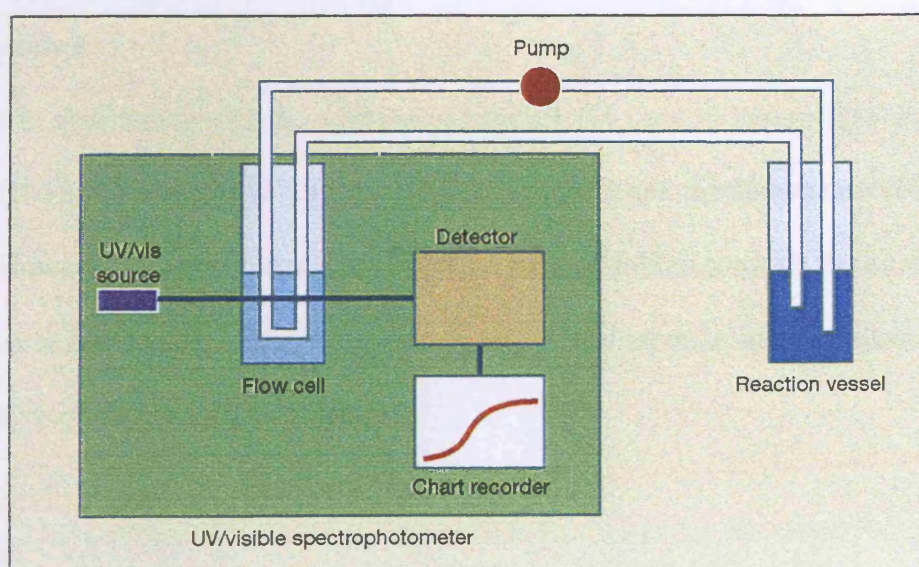 Pump
UV/vis
source
Detector
Flow cell
Reaction vessel
Chart recorder
UV/visible spectrophotometer